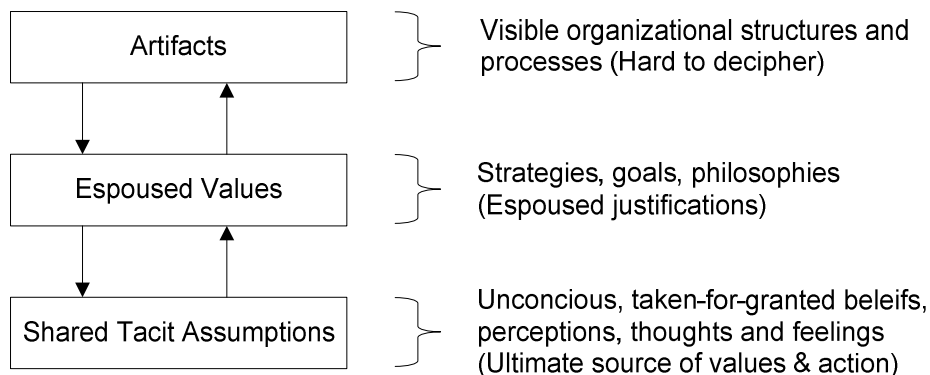 Artifacts
Visible organizational structures and
processes (Hard to decipher)
Espoused Values
Strategies, goals, philosophies
(Espoused justifications)
Shared Tacit Assumptions
Unconcious, taken-for-granted beleifs,
perceptions, thoughts and feelings
(Ultimate source of values & action)